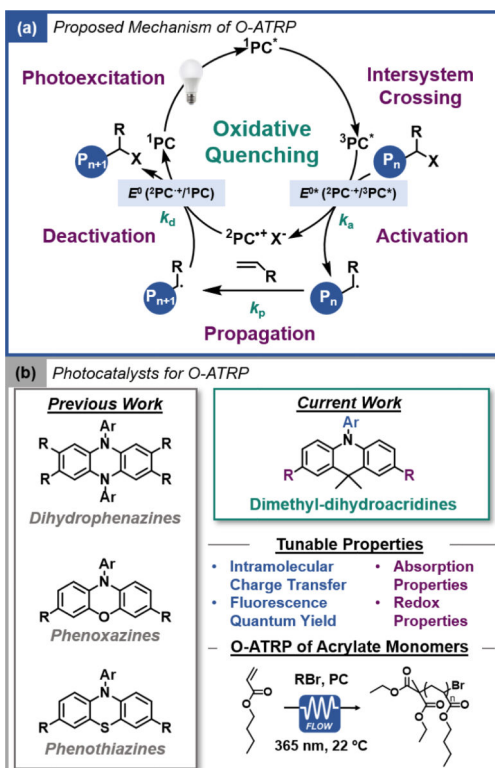 (a) Proposed Mechanism of O-ATRP
¹PC*
Photoexcitation
Intersystem
Crossing
Oxidative
Quenching
¹PC
³PC*
R
X
Pn+1
R
X
Pn
E⁰ (²PC·+/¹PC)
E⁰* (²PC·+/³PC*)
kd
ka
²PC•+ X-
Deactivation
Activation
R
R
R
Pn+1
Pn
kp
Propagation
(b) Photocatalysts for O-ATRP
Previous Work
Ar
R N R
R N R
Ar
Dihydrophenazines
Ar
N
R O R
Phenoxazines
Ar
N
R S R
Phenothiazines
Current Work
Ar
N
R R
Dimethyl-dihydroacridines
Tunable Properties
• Intramolecular
Charge Transfer
• Fluorescence
Quantum Yield
• Absorption
Properties
• Redox
Properties
O-ATRP of Acrylate Monomers
O
O
RBr, PC
FLOW
365 nm, 22 ºC
O
O
Br
n
O
O
O
O